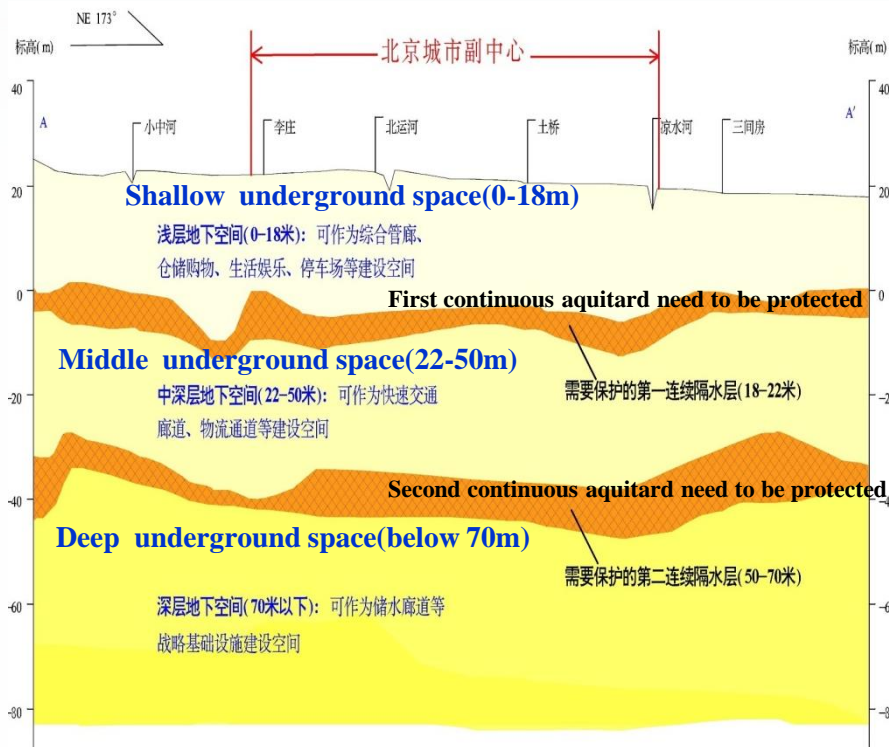 NE 173°
标高(m)
北京城市副中心
标高(m)
40
40
A
小中河
李庄
北运河
土桥
凉水河
三间房
A′
20
20
Shallow underground space(0-18m)
浅层地下空间(0-18米): 可作为综合管廊、
仓储购物、生活娱乐、停车场等建设空间
0
0
First continuous aquitard need to be protected
Middle underground space(22-50m)
需要保护的第一连续隔水层(18-22米)
中深层地下空间(22-50米): 可作为快速交通
廊道、物流通道等建设空间
-20
-2
-40
-4
Second continuous aquitard need to be protected
Deep underground space(below 70m)
需要保护的第二连续隔水层(50-70米)
深层地下空间(70米以下): 可作为储水廊道等
战略基础设施建设空间
-60
-6
-80
-8